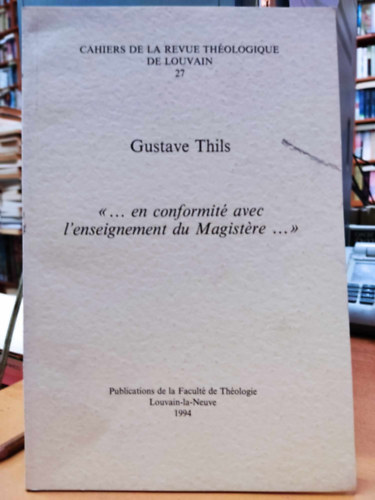 CAHIERS DE LA REVUE THÉOLOGIQUE
DE LOUVAIN
27
Gustave Thils
« … en conformité avec
l'enseignement du Magistère … »
Publications de la Faculté de Théologie
Louvain-la-Neuve
1994